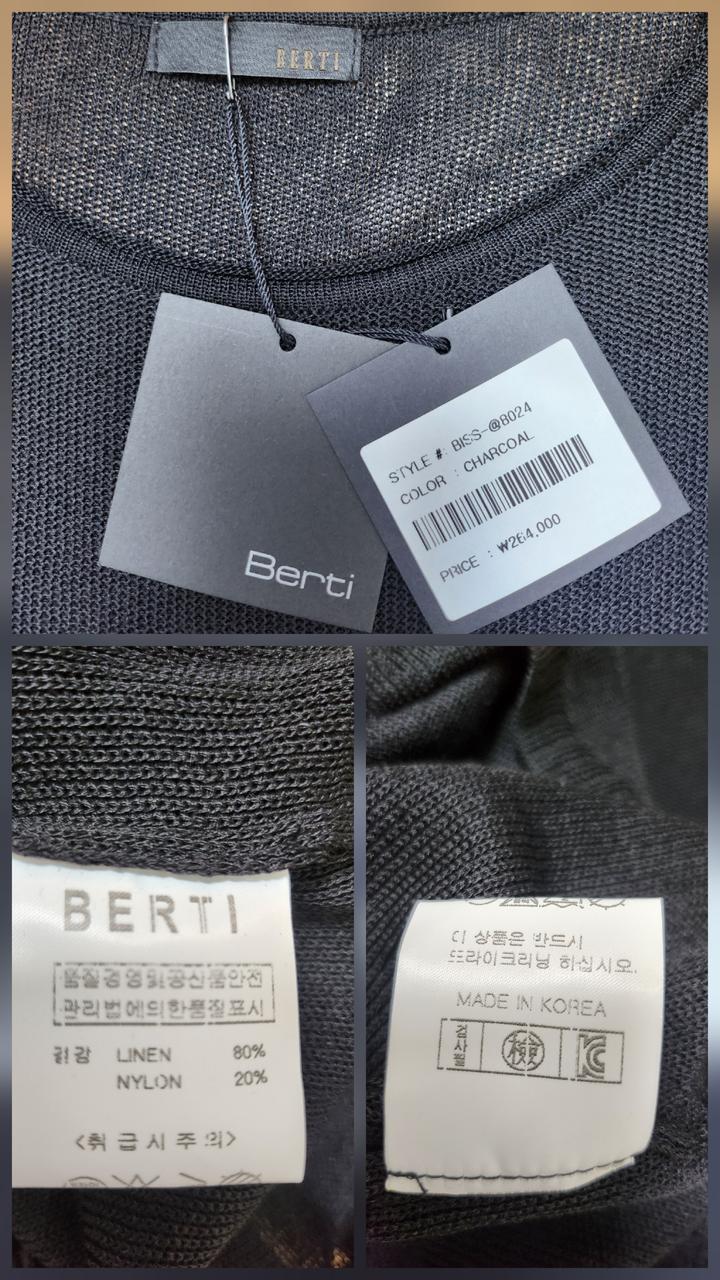 BERTI
Berti
STYLE #: BISS-@8024
COLOR : CHARCOAL
PRICE : ₩264,000
BERTI
품질경영및공산품안전
관리법에의한품질표시
겉감 LINEN 80%
NYLON 20%
<취급시주의>
이 상품은 반드시
드라이크리닝 하십시오.
MADE IN KOREA
검사필
檢